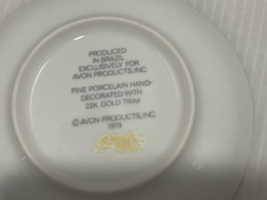 PRODUCED
IN BRAZIL
EXCLUSIVELY FOR
AVON PRODUCTS, INC.
FINE PORCELAIN HAND-
DECORATED WITH
22K GOLD TRIM
© AVON PRODUCTS, INC.
1979